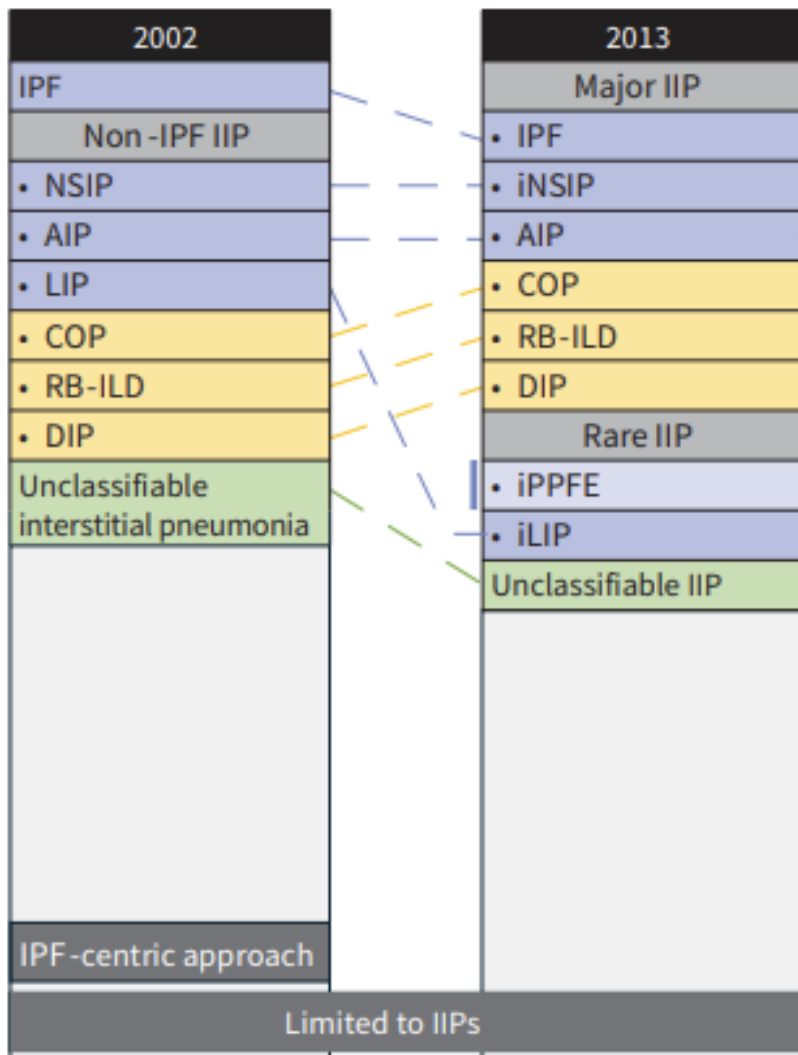 2002
IPF
Non-IPF IIP
• NSIP
• AIP
• LIP
• COP
• RB-ILD
• DIP
Unclassifiable
interstitial pneumonia
IPF-centric approach
2013
Major IIP
• IPF
• iNSIP
• AIP
• COP
• RB-ILD
• DIP
Rare IIP
• iPPFE
• iLIP
Unclassifiable IIP
Limited to IIPs